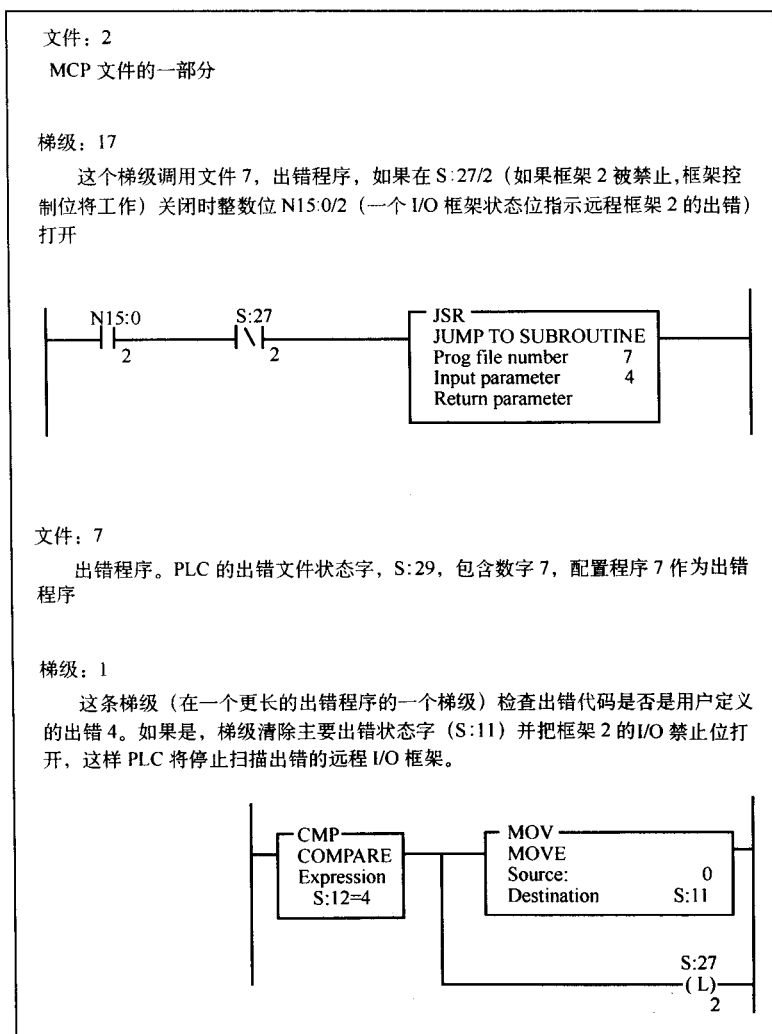 文件：2
MCP 文件的一部分
梯级：17
这个梯级调用文件 7，出错程序，如果在 S:27/2（如果框架 2 被禁止,框架控
制位将工作）关闭时整数位 N15:0/2（一个 I/O 框架状态位指示远程框架 2 的出错）
打开
N15:0
2
S:27
2
JSR
JUMP TO SUBROUTINE
Prog file number 7
Input parameter 4
Return parameter
文件：7
出错程序。PLC 的出错文件状态字，S:29，包含数字 7，配置程序 7 作为出错
程序
梯级：1
这条梯级（在一个更长的出错程序的一个梯级）检查出错代码是否是用户定义
的出错 4。如果是，梯级清除主要出错状态字（S:11）并把框架 2 的I/O 禁止位打
开，这样 PLC 将停止扫描出错的远程 I/O 框架。
CMP
COMPARE
Expression
S:12=4
MOV
MOVE
Source: 0
Destination S:11
S:27
(L)
2